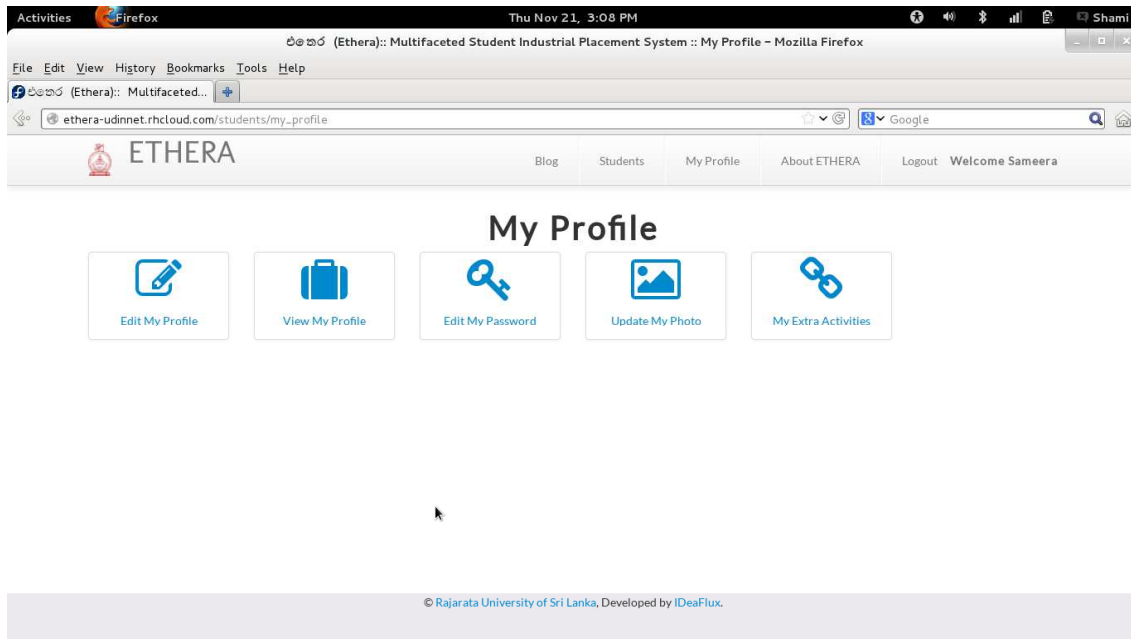 Activities Firefox Thu Nov 21, 3:08 PM Shami
එතෙර (Ethera):: Multifaceted Student Industrial Placement System :: My Profile - Mozilla Firefox
File Edit View History Bookmarks Tools Help
එතෙර (Ethera):: Multifaceted...
ethera-udinnet.rhcloud.com/students/my_profile Google
ETHERA Blog Students My Profile About ETHERA Logout Welcome Sameera
My Profile
Edit My Profile View My Profile Edit My Password Update My Photo My Extra Activities
© Rajarata University of Sri Lanka, Developed by IDeaFlux.